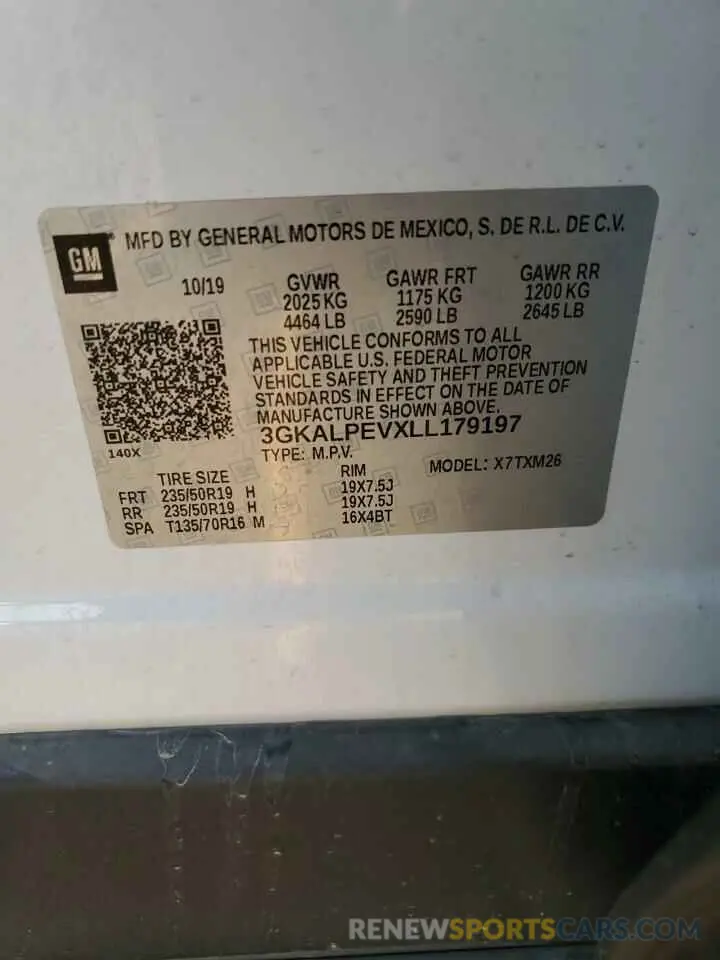 GM ® MFD BY GENERAL MOTORS DE MEXICO, S. DE R.L. DE C.V.
10/19 GVWR GAWR FRT GAWR RR
2025 KG 1175 KG 1200 KG
4464 LB 2590 LB 2645 LB
THIS VEHICLE CONFORMS TO ALL
APPLICABLE U.S. FEDERAL MOTOR
VEHICLE SAFETY AND THEFT PREVENTION
STANDARDS IN EFFECT ON THE DATE OF
MANUFACTURE SHOWN ABOVE.
140X
3GKALPEVXLL179197
TYPE: M.P.V. MODEL: X7TXM26
TIRE SIZE RIM
FRT 235/50R19 H 19X7.5J
RR 235/50R19 H 19X7.5J
SPA T135/70R16 M 16X4BT
RENEWSPORTSCARS.COM